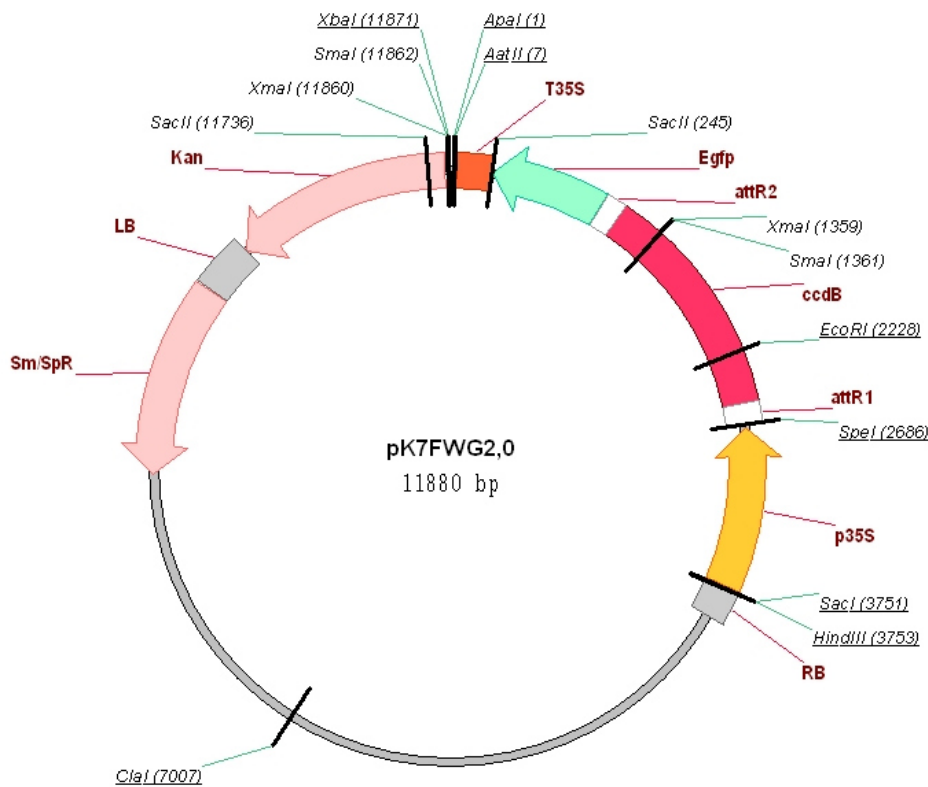 XbaI (11871)
ApaI (1)
SmaI (11862)
AatII (7)
XmaI (11860)
T35S
SacII (11736)
SacII (245)
Kan
Egfp
attR2
LB
XmaI (1359)
SmaI (1361)
ccdB
EcoRI (2228)
Sm/SpR
attR1
SpeI (2686)
pK7FWG2,0
11880 bp
p35S
SacI (3751)
HindIII (3753)
RB
ClaI (7007)